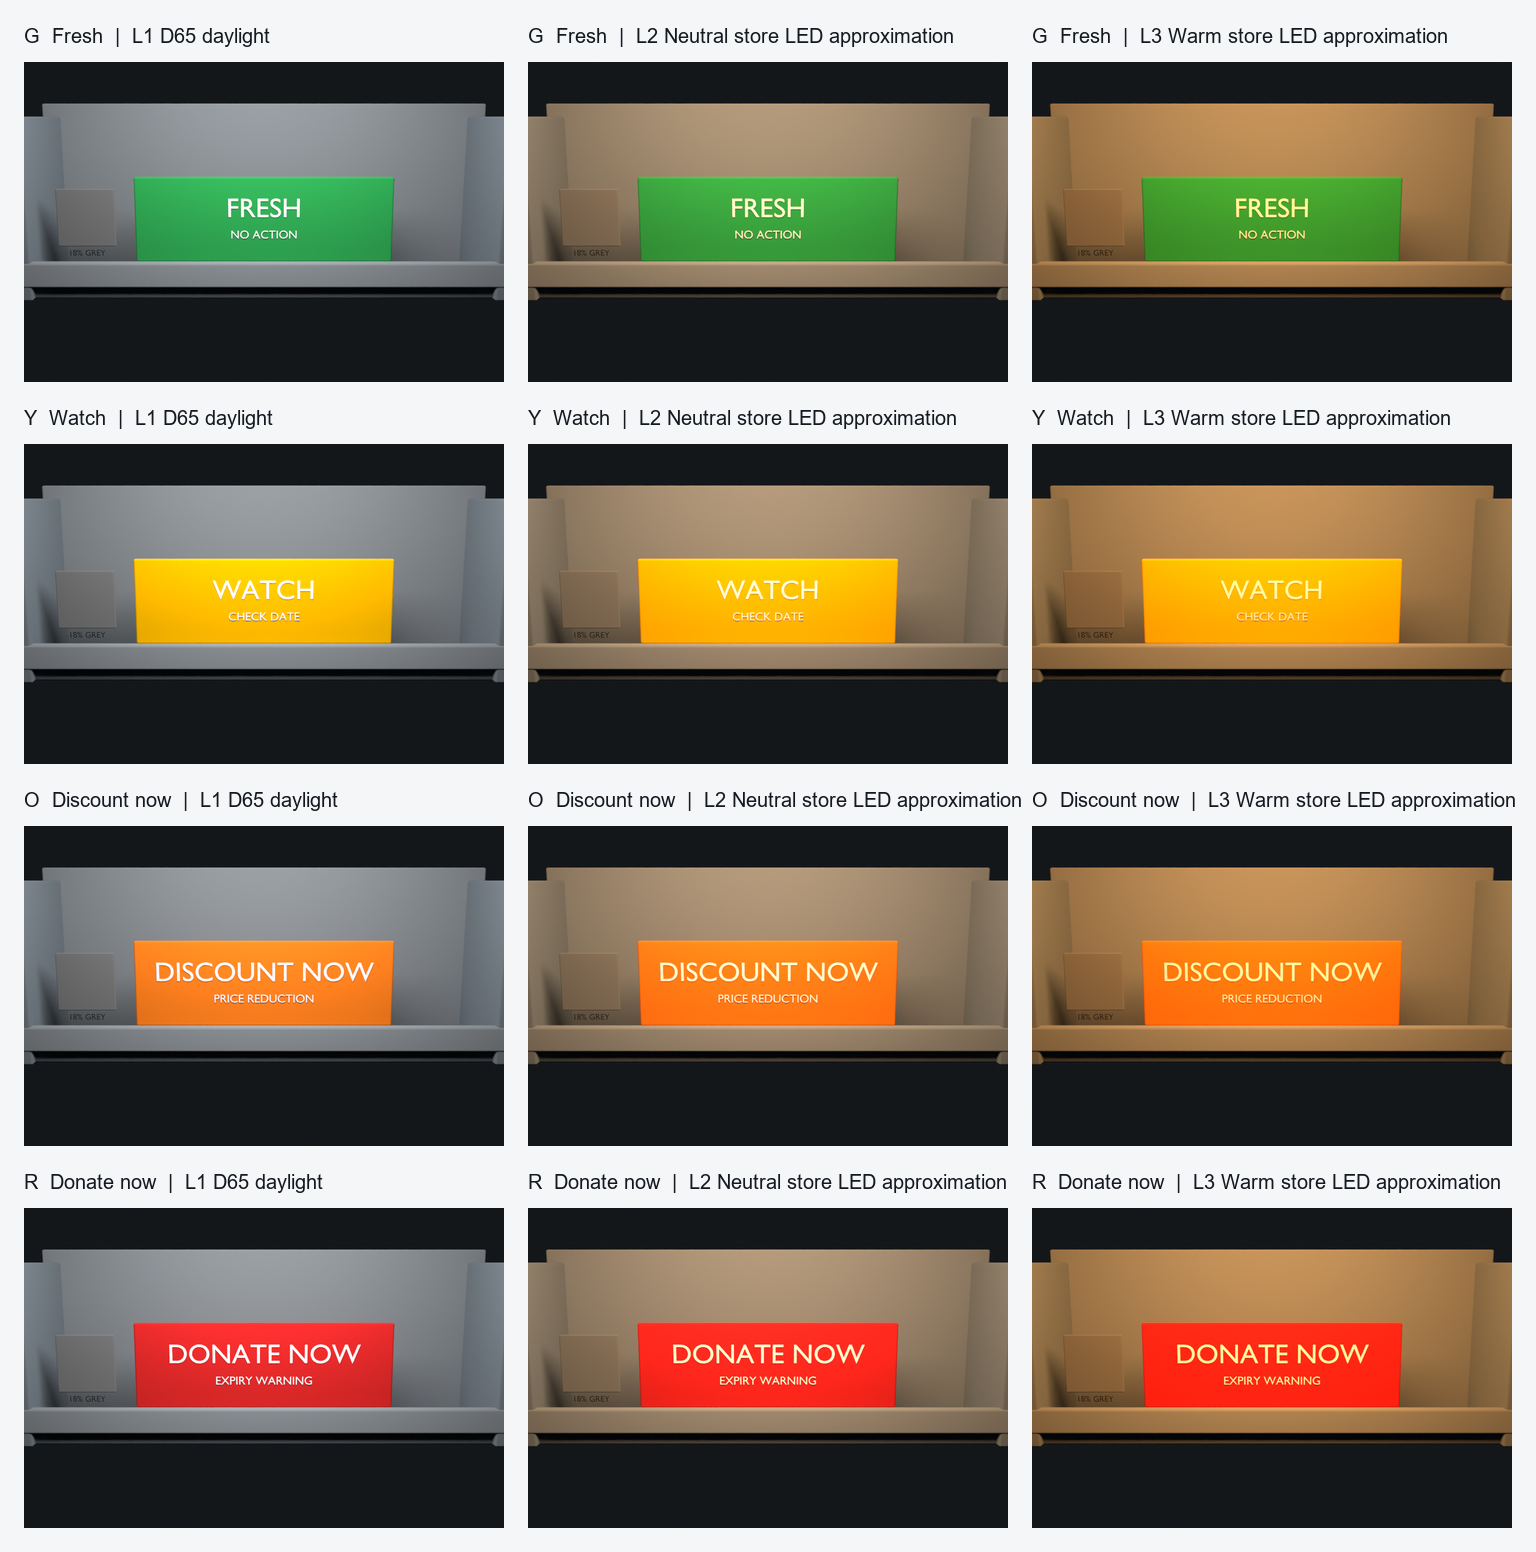 G Fresh | L1 D65 daylight
G Fresh | L2 Neutral store LED approximation
G Fresh | L3 Warm store LED approximation
FRESH
NO ACTION
18% GREY
FRESH
NO ACTION
18% GREY
FRESH
NO ACTION
18% GREY
Y Watch | L1 D65 daylight
Y Watch | L2 Neutral store LED approximation
Y Watch | L3 Warm store LED approximation
WATCH
CHECK DATE
18% GREY
WATCH
CHECK DATE
18% GREY
WATCH
CHECK DATE
18% GREY
O Discount now | L1 D65 daylight
O Discount now | L2 Neutral store LED approximation
O Discount now | L3 Warm store LED approximation
DISCOUNT NOW
PRICE REDUCTION
18% GREY
DISCOUNT NOW
PRICE REDUCTION
18% GREY
DISCOUNT NOW
PRICE REDUCTION
18% GREY
R Donate now | L1 D65 daylight
R Donate now | L2 Neutral store LED approximation
R Donate now | L3 Warm store LED approximation
DONATE NOW
EXPIRY WARNING
18% GREY
DONATE NOW
EXPIRY WARNING
18% GREY
DONATE NOW
EXPIRY WARNING
18% GREY